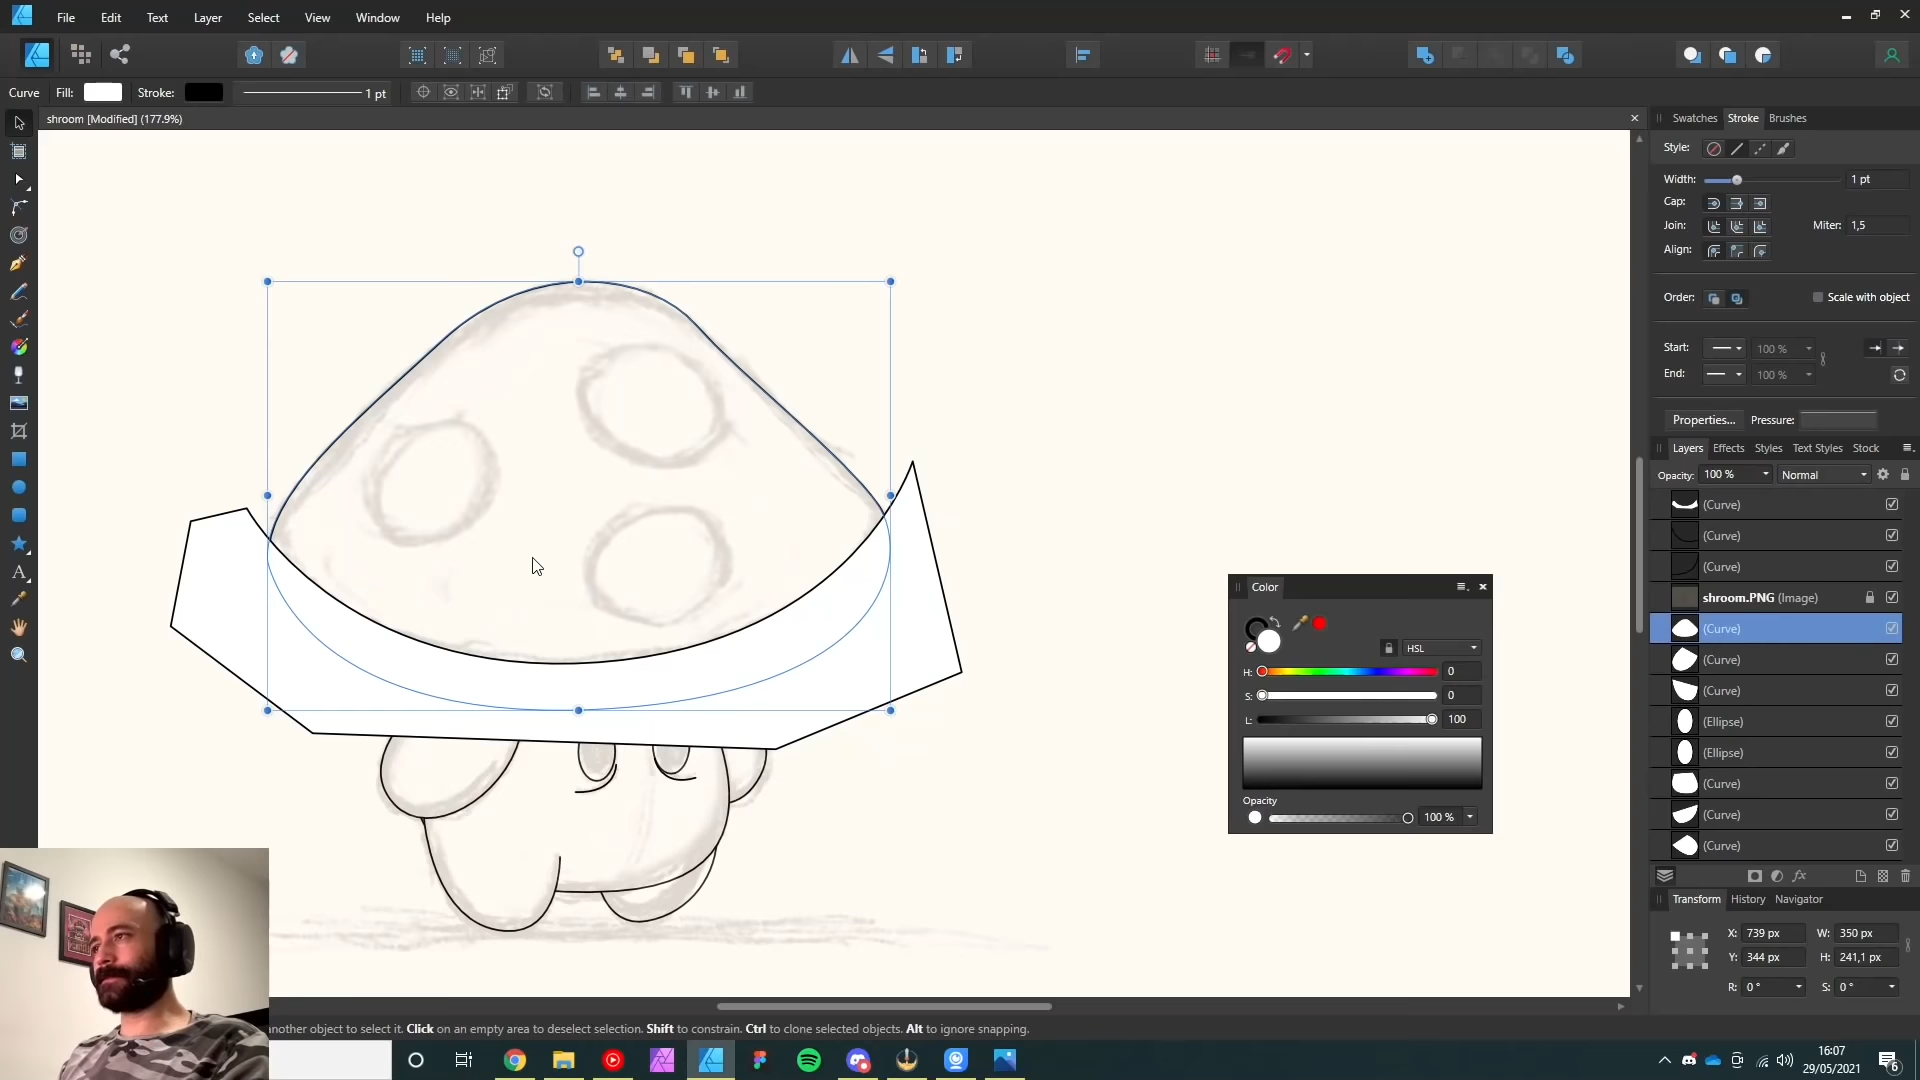 File Edit Text Layer Select View Window Help
Curve Fill: Stroke: 1 pt
shroom [Modified] (177.9%)
Swatches Stroke Brushes
Style:
Width: 1 pt
Cap:
Join: Miter: 1,5
Align:
Order: Scale with object
Start: 100 %
End: 100 %
Properties... Pressure:
Layers Effects Styles Text Styles Stock
Opacity: 100 % Normal
(Curve)
(Curve)
(Curve)
shroom.PNG (Image)
(Curve)
(Curve)
(Curve)
(Ellipse)
(Ellipse)
(Curve)
(Curve)
(Curve)
Color
HSL
H: 0
S: 0
L: 100
Opacity
100 %
Transform History Navigator
X: 739 px W: 350 px
Y: 344 px H: 241,1 px
R: 0 ° S: 0 °
another object to select it. Click on an empty area to deselect selection. Shift to constrain. Ctrl to clone selected objects. Alt to ignore snapping.
16:07
29/05/2021
6